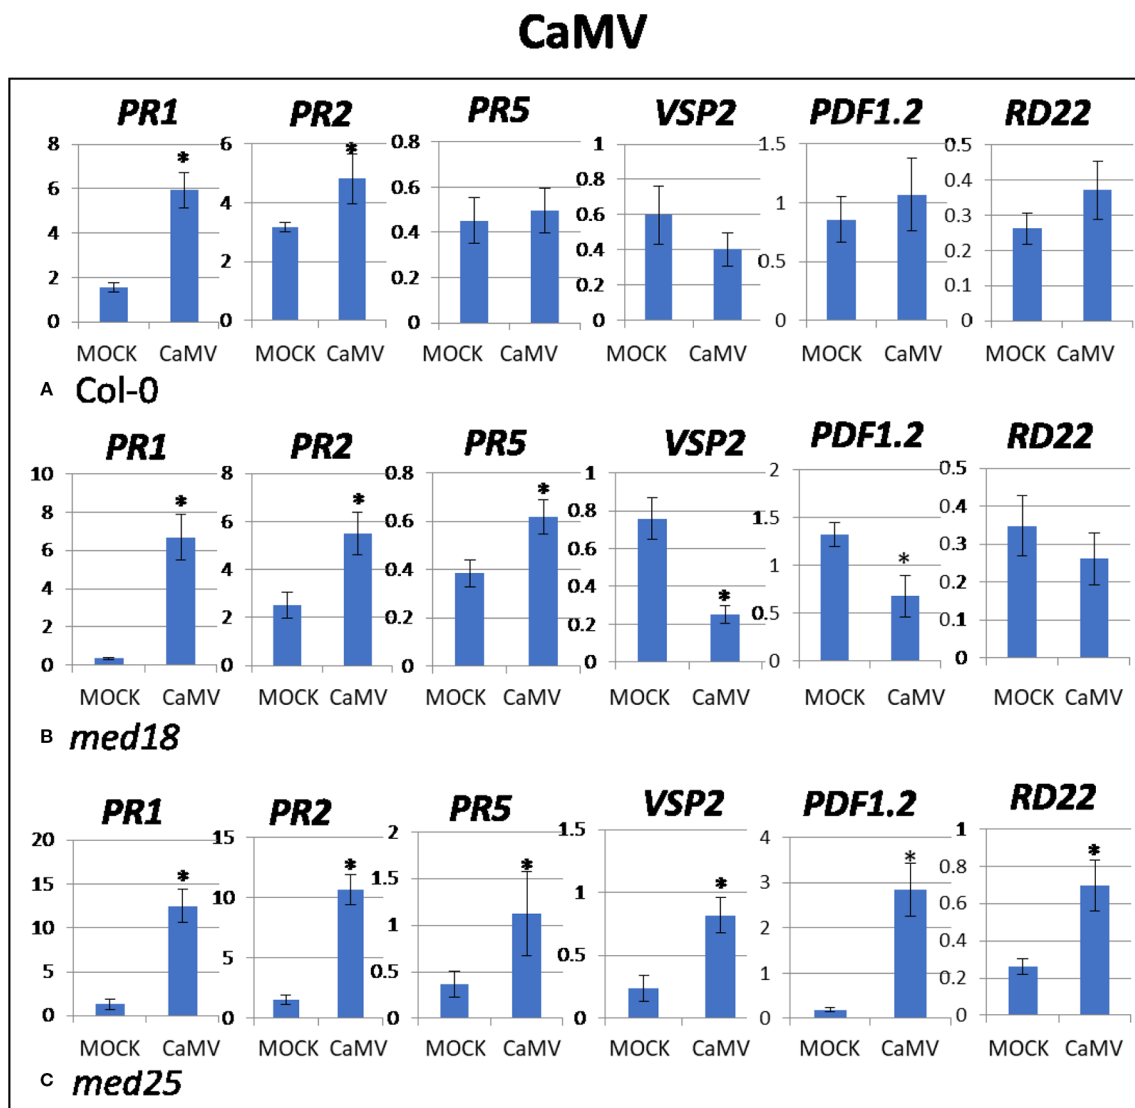 CaMV
PR1 PR2 PR5 VSP2 PDF1.2 RD22
8 6 4 2 0
6 4 2 0
0.8 0.6 0.4 0.2 0
1 0.8 0.6 0.4 0.2 0
1.5 1 0.5 0
0.5 0.4 0.3 0.2 0.1 0
* *
MOCK CaMV MOCK CaMV MOCK CaMV MOCK CaMV MOCK CaMV MOCK CaMV
A Col-0
PR1 PR2 PR5 VSP2 PDF1.2 RD22
10 8 6 4 2 0
8 6 4 2 0
0.8 0.6 0.4 0.2 0
1 0.8 0.6 0.4 0.2 0
2 1.5 1 0.5 0
0.5 0.4 0.3 0.2 0.1 0
* * * * *
MOCK CaMV MOCK CaMV MOCK CaMV MOCK CaMV MOCK CaMV MOCK CaMV
B med18
PR1 PR2 PR5 VSP2 PDF1.2 RD22
20 15 10 5 0
15 10 5 0
2 1.5 1 0.5 0
1.5 1 0.5 0
4 3 2 1 0
1 0.8 0.6 0.4 0.2 0
* * * * * *
MOCK CaMV MOCK CaMV MOCK CaMV MOCK CaMV MOCK CaMV MOCK CaMV
C med25